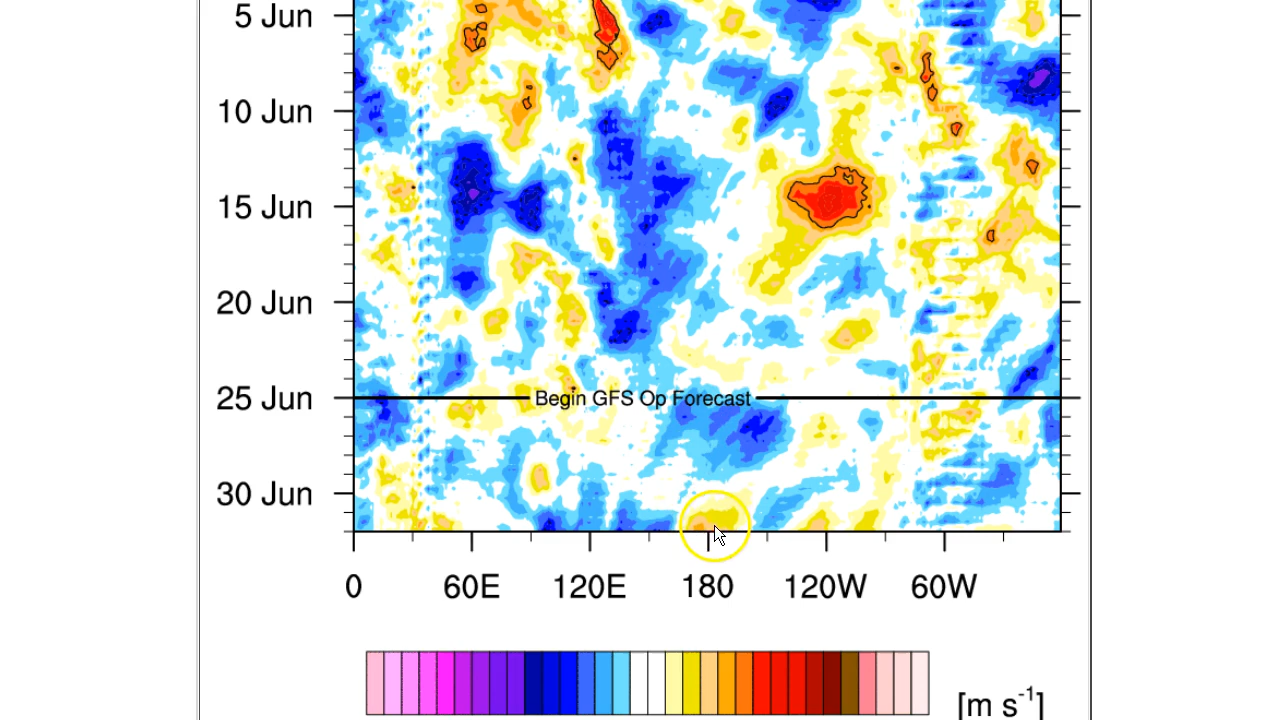 5 Jun
10 Jun
15 Jun
20 Jun
25 Jun
Begin GFS Op Forecast
30 Jun
0 60E 120E 180 120W 60W
[m s⁻¹]